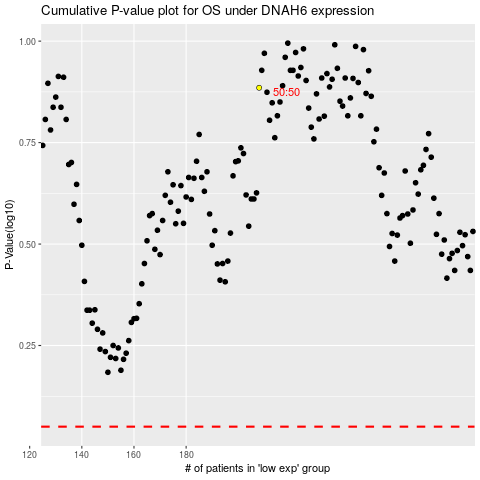 Cumulative P-value plot for OS under DNAH6 expression
P-Value(log10)
1.00
0.75
0.50
0.25
50:50
120 140 160 180
# of patients in 'low exp' group